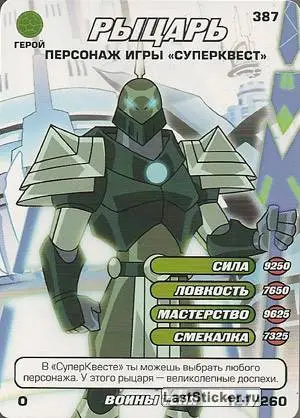 387
РЫЦАРЬ
ГЕРОЙ
ПЕРСОНАЖ ИГРЫ «СУПЕРКВЕСТ»
СИЛА 9250
ЛОВКОСТЬ 7650
МАСТЕРСТВО 9625
СМЕКАЛКА 7325
В «СуперКвесте» ты можешь выбрать любого
персонажа. У этого рыцаря — великолепные доспехи.
0 ВОИНЫ /260
LastSticker.ru